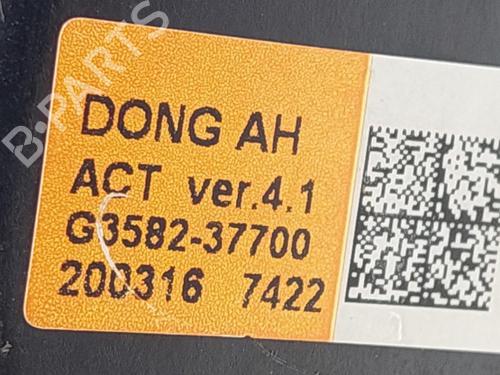 B-PARTS
DONG AH
ACT ver.4.1
G3582-37700
200316 7422